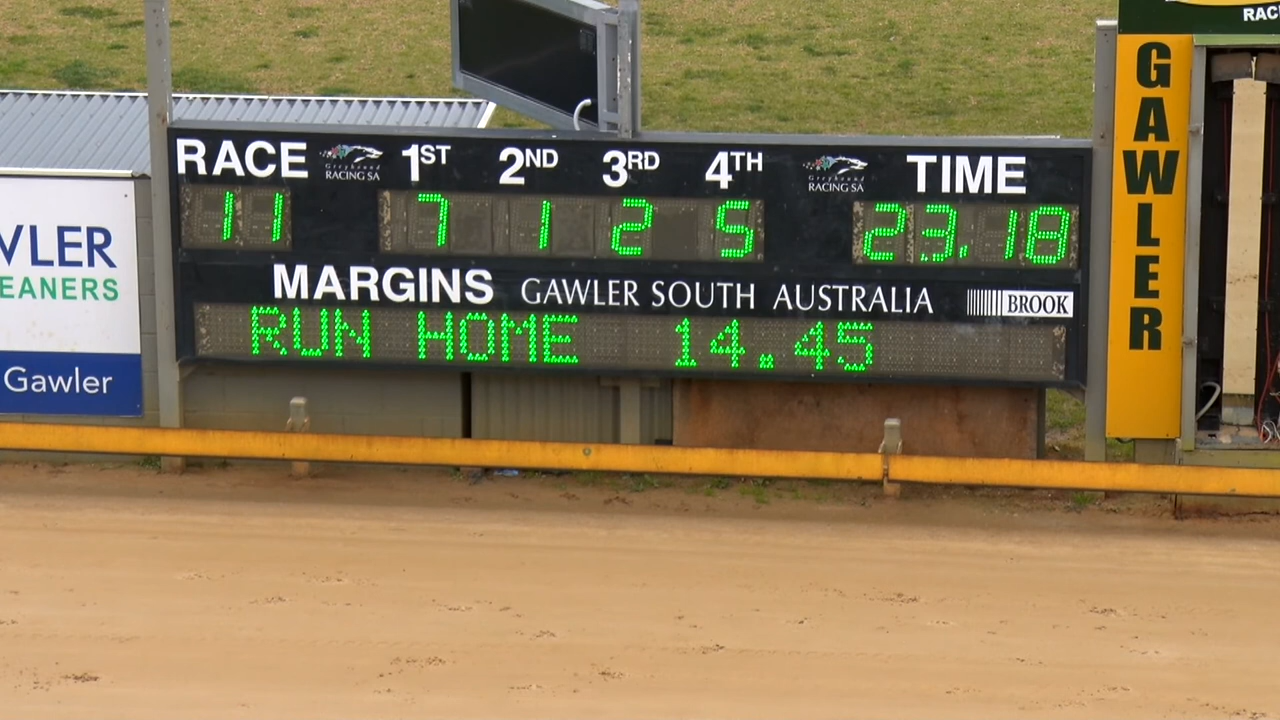 RAC
RACE Greyhound RACING SA 1ST 2ND 3RD 4TH Greyhound RACING SA TIME
11 7 1 2 5 23.18
MARGINS GAWLER SOUTH AUSTRALIA BROOK
RUN HOME 14.45
WLER
EANERS
Gawler
GAWLER